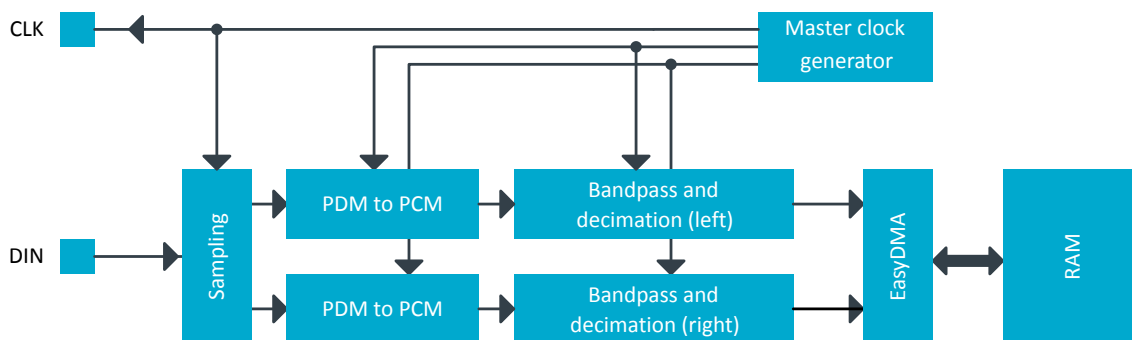 CLK
Master clock
generator
DIN
Sampling
PDM to PCM
Bandpass and
decimation (left)
PDM to PCM
Bandpass and
decimation (right)
EasyDMA
RAM